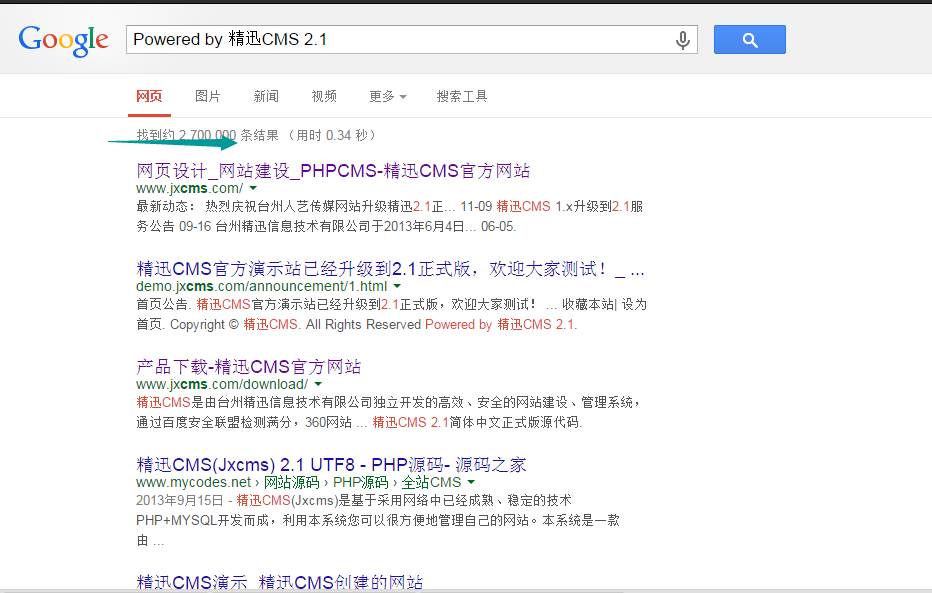 Google
Powered by 精迅CMS 2.1
网页 图片 新闻 视频 更多 搜索工具
找到约 2,700,000 条结果 （用时 0.34 秒）
网页设计_网站建设_PHPCMS-精迅CMS官方网站
www.jxcms.com/
最新动态： 热烈庆祝台州人艺传媒网站升级精迅2.1正... 11-09 精迅CMS 1.x升级到2.1服
务公告 09-16 台州精迅信息技术有限公司于2013年6月4日... 06-05.
精迅CMS官方演示站已经升级到2.1正式版，欢迎大家测试！_ ...
demo.jxcms.com/announcement/1.html
首页公告. 精迅CMS官方演示站已经升级到2.1正式版，欢迎大家测试！ ... 收藏本站| 设为
首页. Copyright © 精迅CMS. All Rights Reserved Powered by 精迅CMS 2.1.
产品下载-精迅CMS官方网站
www.jxcms.com/download/
精迅CMS是由台州精迅信息技术有限公司独立开发的高效、安全的网站建设、管理系统，
通过百度安全联盟检测满分，360网站 ... 精迅CMS 2.1简体中文正式版源代码.
精迅CMS(Jxcms) 2.1 UTF8 - PHP源码- 源码之家
www.mycodes.net › 网站源码 › PHP源码 › 全站CMS
2013年9月15日 - 精迅CMS(Jxcms)是基于采用网络中已经成熟、稳定的技术
PHP+MYSQL开发而成，利用本系统您可以很方便地管理自己的网站。本系统是一款
由 ...
精迅CMS演示_精迅CMS创建的网站